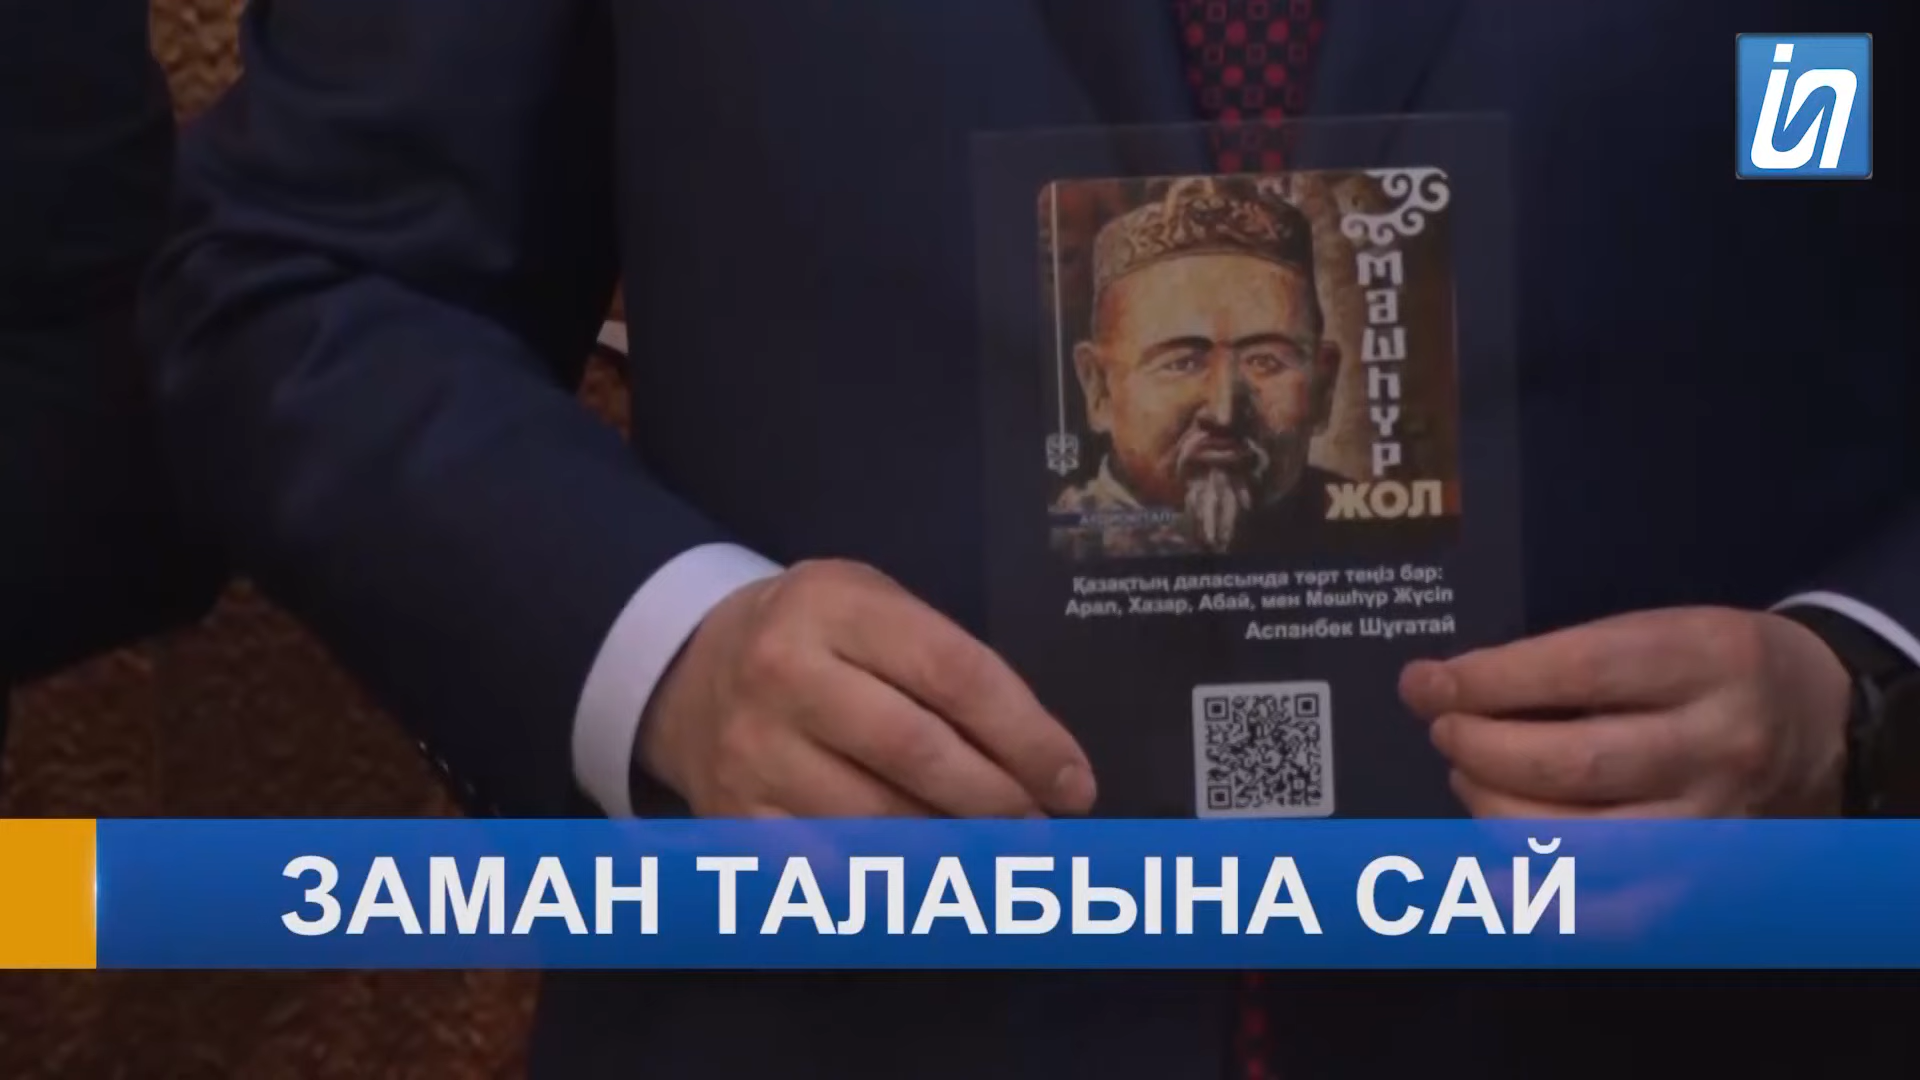 МӘШҺҮР
ЖОЛ
Қазақтың даласында төрт теңіз бар:
Арал, Хазар, Абай, мен Мәшһүр Жүсіп
Аспанбек Шұғатай
ЗАМАН ТАЛАБЫНА САЙ